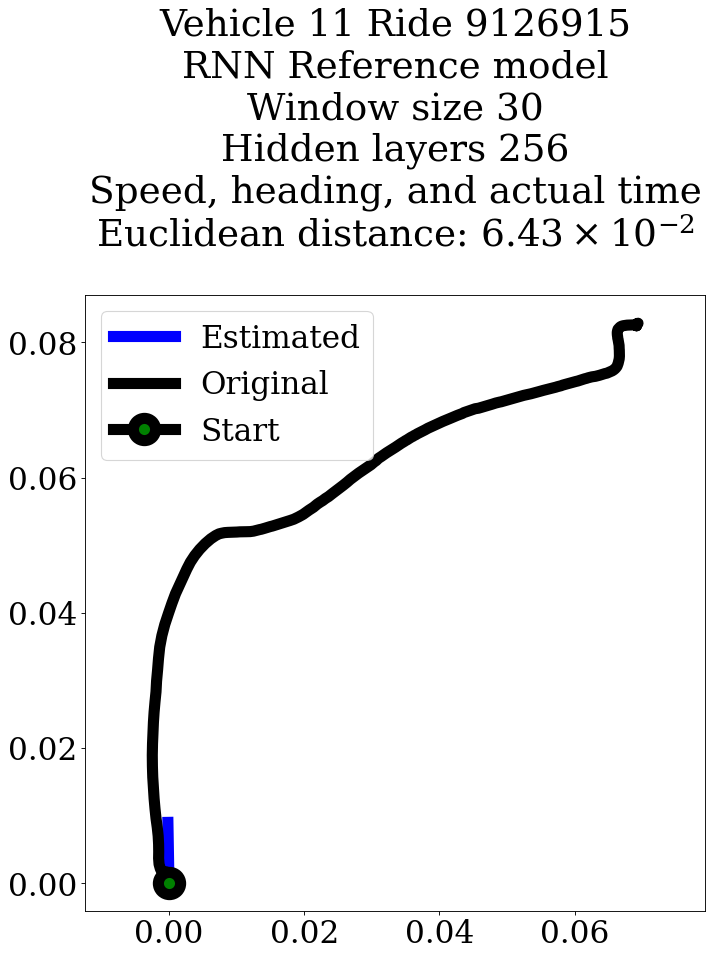 Vehicle 11 Ride 9126915
RNN Reference model
Window size 30
Hidden layers 256
Speed, heading, and actual time
Euclidean distance: 6.43 × 10⁻²
Estimated
Original
Start
0.08
0.06
0.04
0.02
0.00
0.00 0.02 0.04 0.06